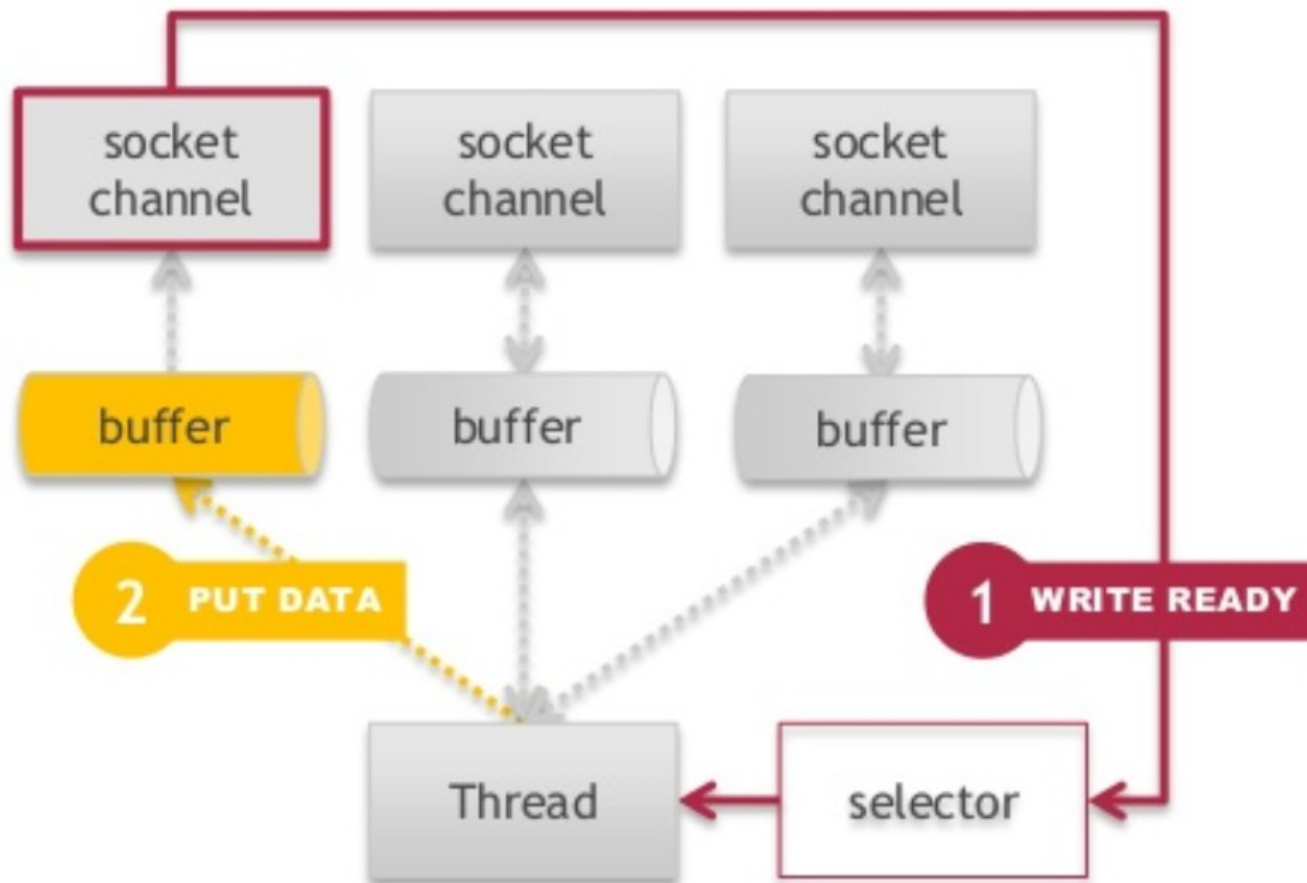 socket
channel
socket
channel
socket
channel
buffer
buffer
buffer
2 PUT DATA
1 WRITE READY
Thread
selector